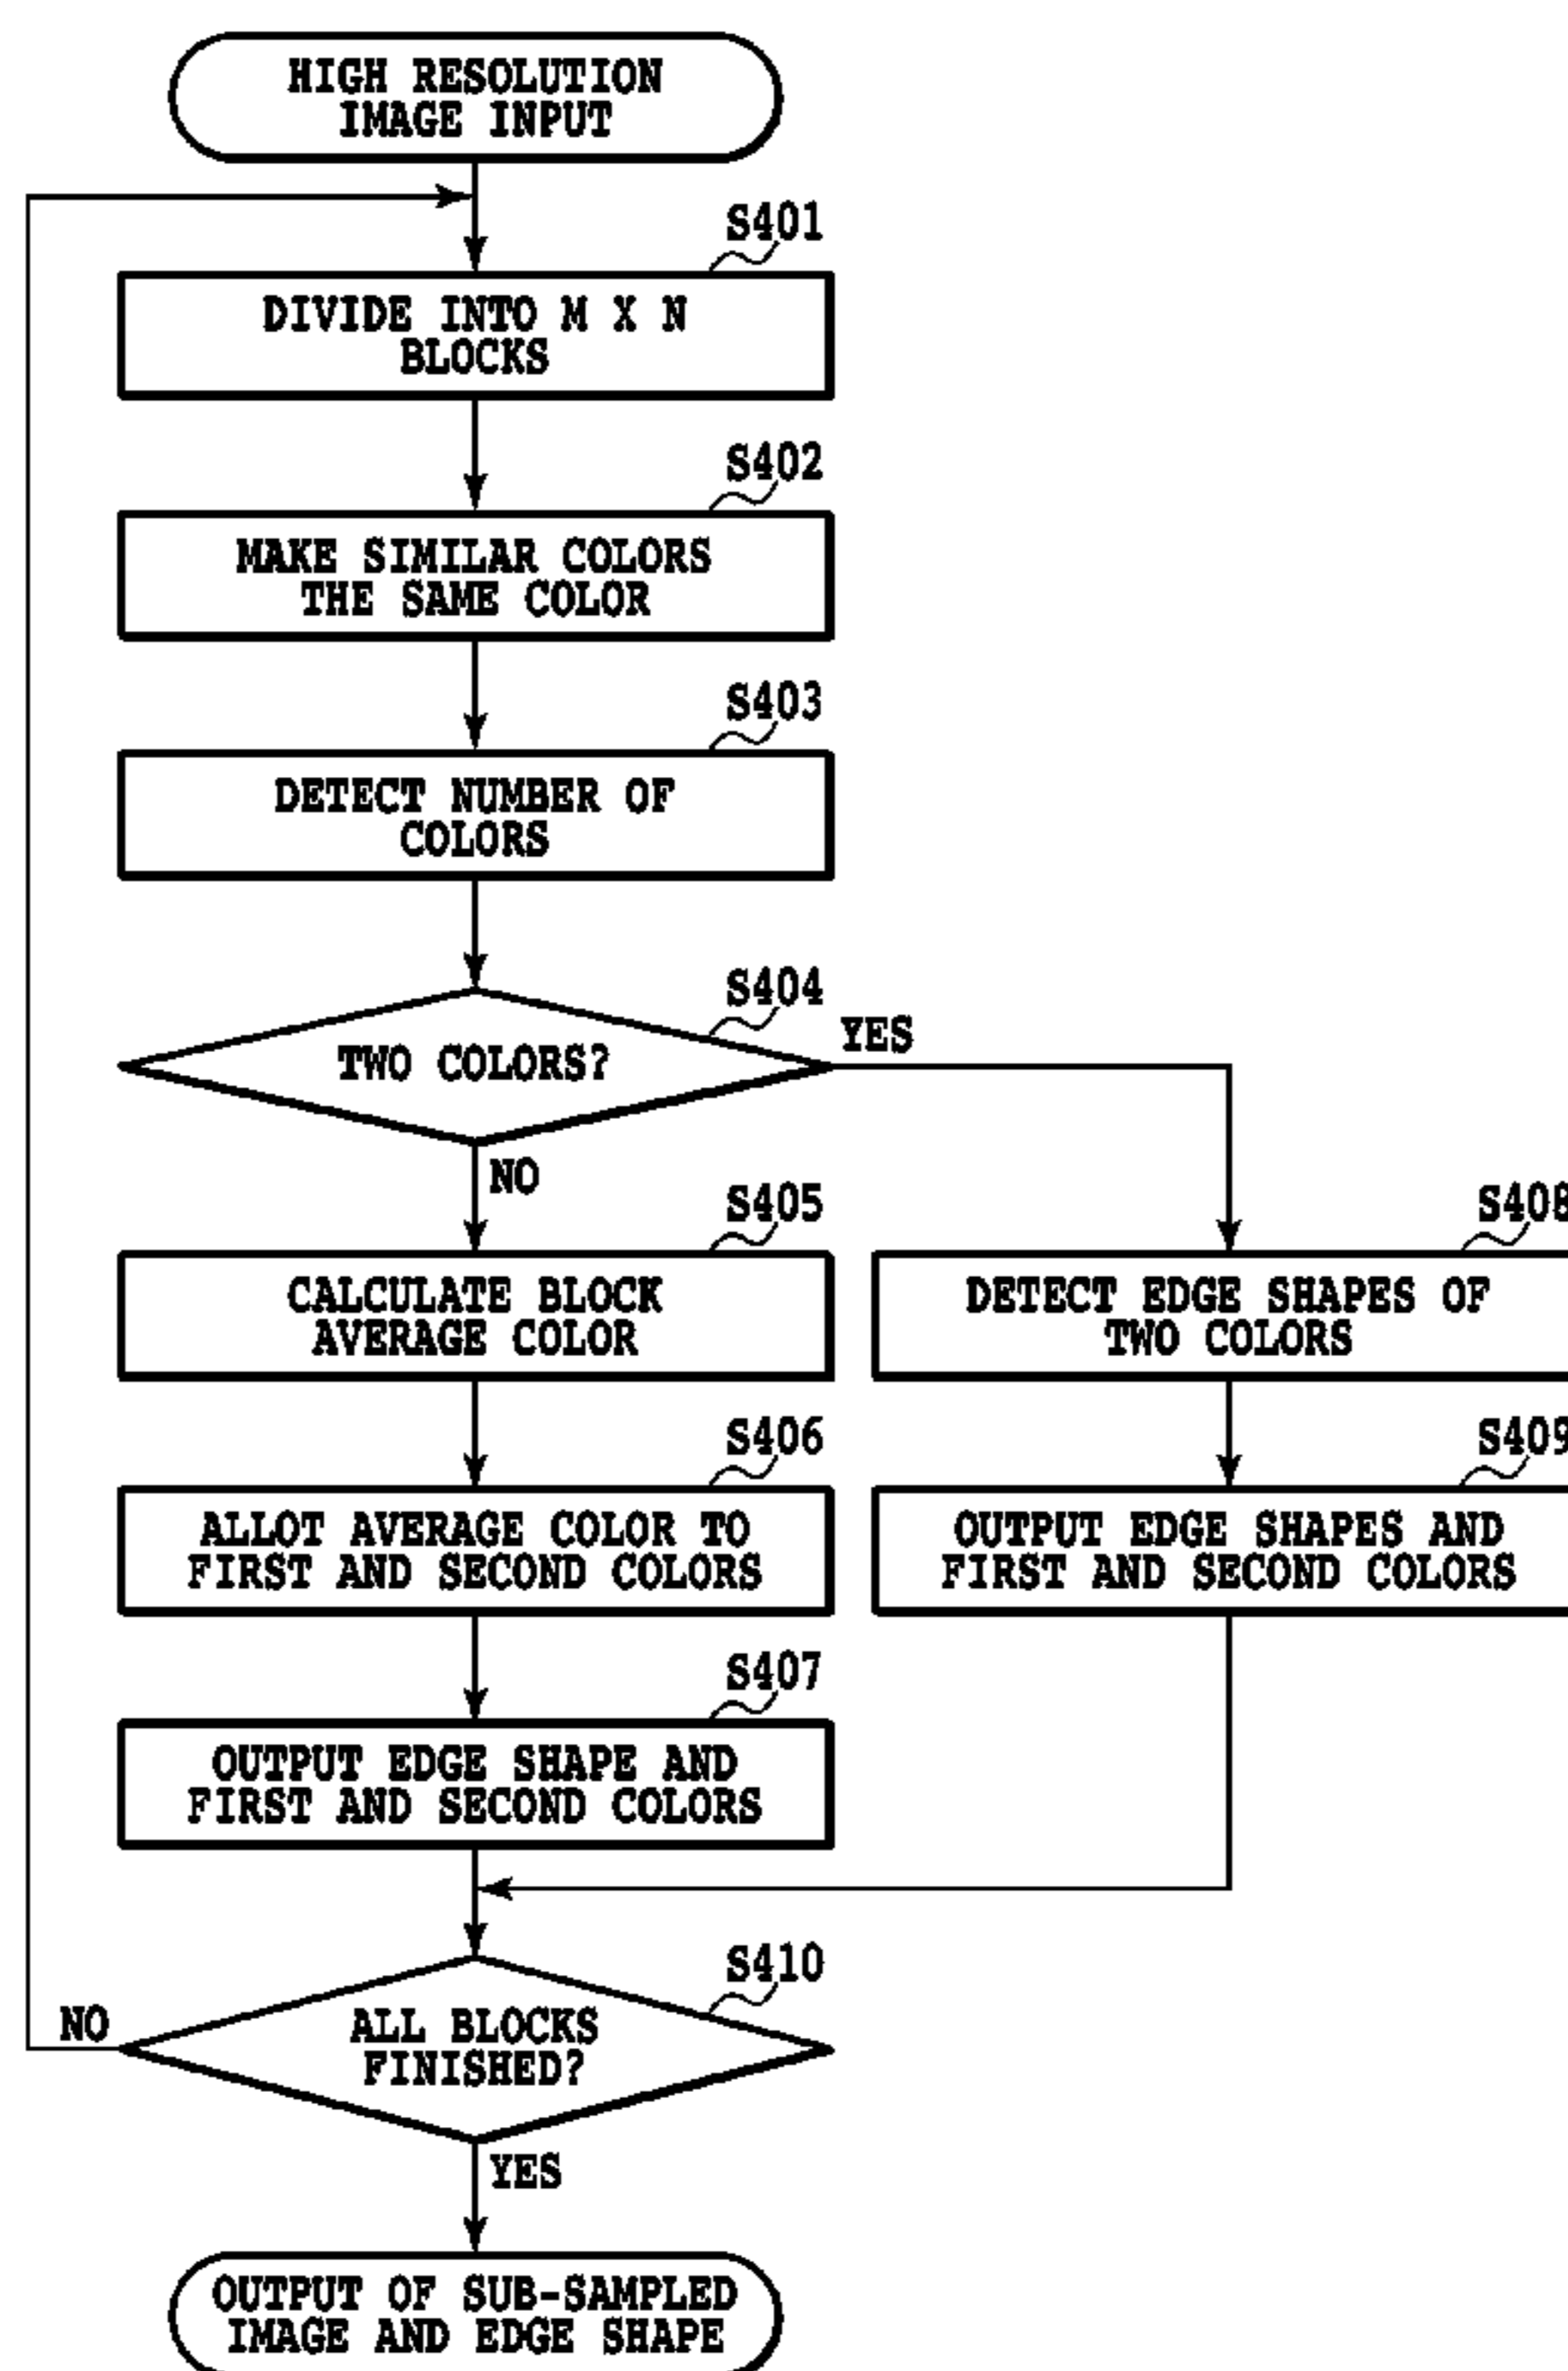 HIGH RESOLUTION
IMAGE INPUT
S401
DIVIDE INTO M X N
BLOCKS
S402
MAKE SIMILAR COLORS
THE SAME COLOR
S403
DETECT NUMBER OF
COLORS
S404
TWO COLORS?
YES
NO
S405
CALCULATE BLOCK
AVERAGE COLOR
S408
DETECT EDGE SHAPES OF
TWO COLORS
S406
ALLOT AVERAGE COLOR TO
FIRST AND SECOND COLORS
S409
OUTPUT EDGE SHAPES AND
FIRST AND SECOND COLORS
S407
OUTPUT EDGE SHAPE AND
FIRST AND SECOND COLORS
S410
ALL BLOCKS
FINISHED?
NO
YES
OUTPUT OF SUB-SAMPLED
IMAGE AND EDGE SHAPE